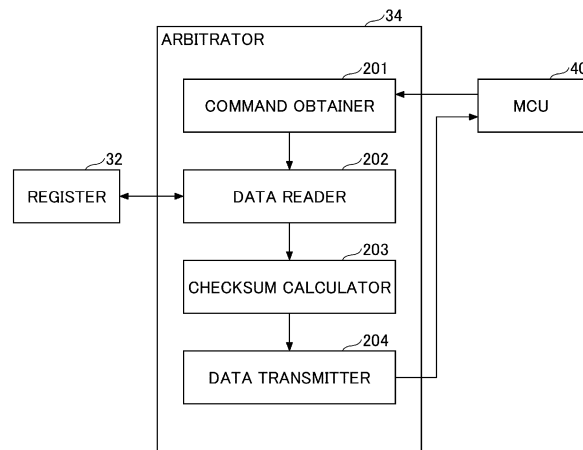 34
ARBITRATOR
201
COMMAND OBTAINER
40
MCU
32
REGISTER
202
DATA READER
203
CHECKSUM CALCULATOR
204
DATA TRANSMITTER